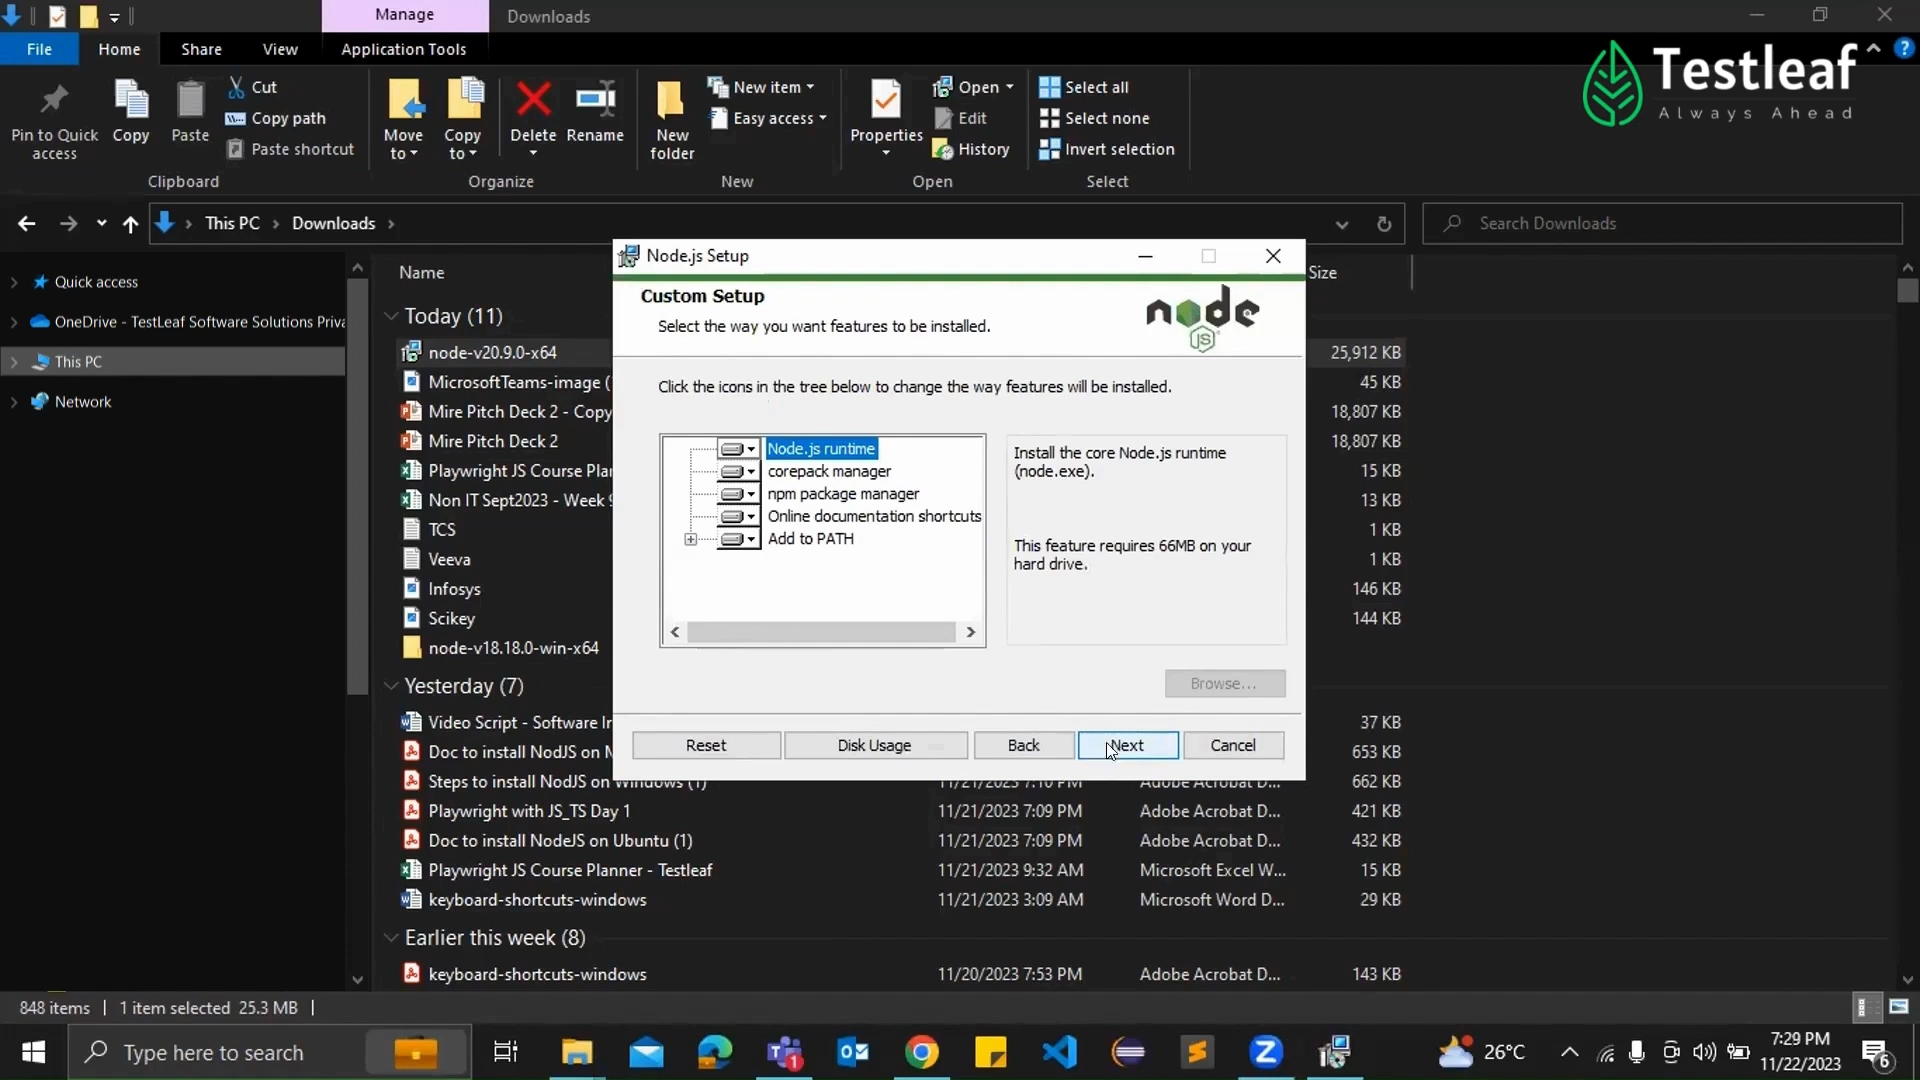 Manage
Downloads
File
Home
Share
View
Application Tools
Testleaf
Always Ahead
Pin to Quick
access
Copy
Paste
Cut
Copy path
Paste shortcut
Clipboard
Move
to
Copy
to
Delete
Rename
Organize
New
folder
New item
Easy access
New
Properties
Open
Edit
History
Open
Select all
Select none
Invert selection
Select
This PC
Downloads
Search Downloads
Quick access
OneDrive - TestLeaf Software Solutions Priva
This PC
Network
Name
Size
Today (11)
node-v20.9.0-x64
25,912 KB
MicrosoftTeams-image (
45 KB
Mire Pitch Deck 2 - Copy
18,807 KB
Mire Pitch Deck 2
18,807 KB
Playwright JS Course Plan
15 KB
Non IT Sept2023 - Week 9
13 KB
TCS
1 KB
Veeva
1 KB
Infosys
146 KB
Scikey
144 KB
node-v18.18.0-win-x64
Node.js Setup
Custom Setup
Select the way you want features to be installed.
node
JS
Click the icons in the tree below to change the way features will be installed.
Node.js runtime
corepack manager
npm package manager
Online documentation shortcuts
Add to PATH
Install the core Node.js runtime
(node.exe).
This feature requires 66MB on your
hard drive.
Browse...
Reset
Disk Usage
Back
Next
Cancel
Yesterday (7)
Video Script - Software In
37 KB
Doc to install NodJS on M
653 KB
Steps to install NodJS on Windows (1) 11/21/2023 7:10 PM Adobe Acrobat D... 662 KB
Playwright with JS_TS Day 1 11/21/2023 7:09 PM Adobe Acrobat D... 421 KB
Doc to install NodeJS on Ubuntu (1) 11/21/2023 7:09 PM Adobe Acrobat D... 432 KB
Playwright JS Course Planner - Testleaf 11/21/2023 9:32 AM Microsoft Excel W... 15 KB
keyboard-shortcuts-windows 11/21/2023 3:09 AM Microsoft Word D... 29 KB
Earlier this week (8)
keyboard-shortcuts-windows 11/20/2023 7:53 PM Adobe Acrobat D... 143 KB
848 items
1 item selected 25.3 MB
Type here to search
1
26°C
7:29 PM
11/22/2023
6